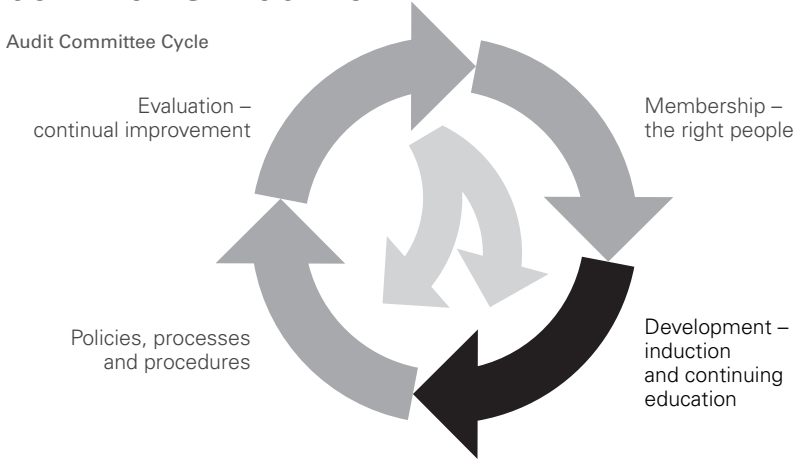 Audit Committee Cycle
Evaluation –
continual improvement
Membership –
the right people
Policies, processes
and procedures
Development –
induction
and continuing
education